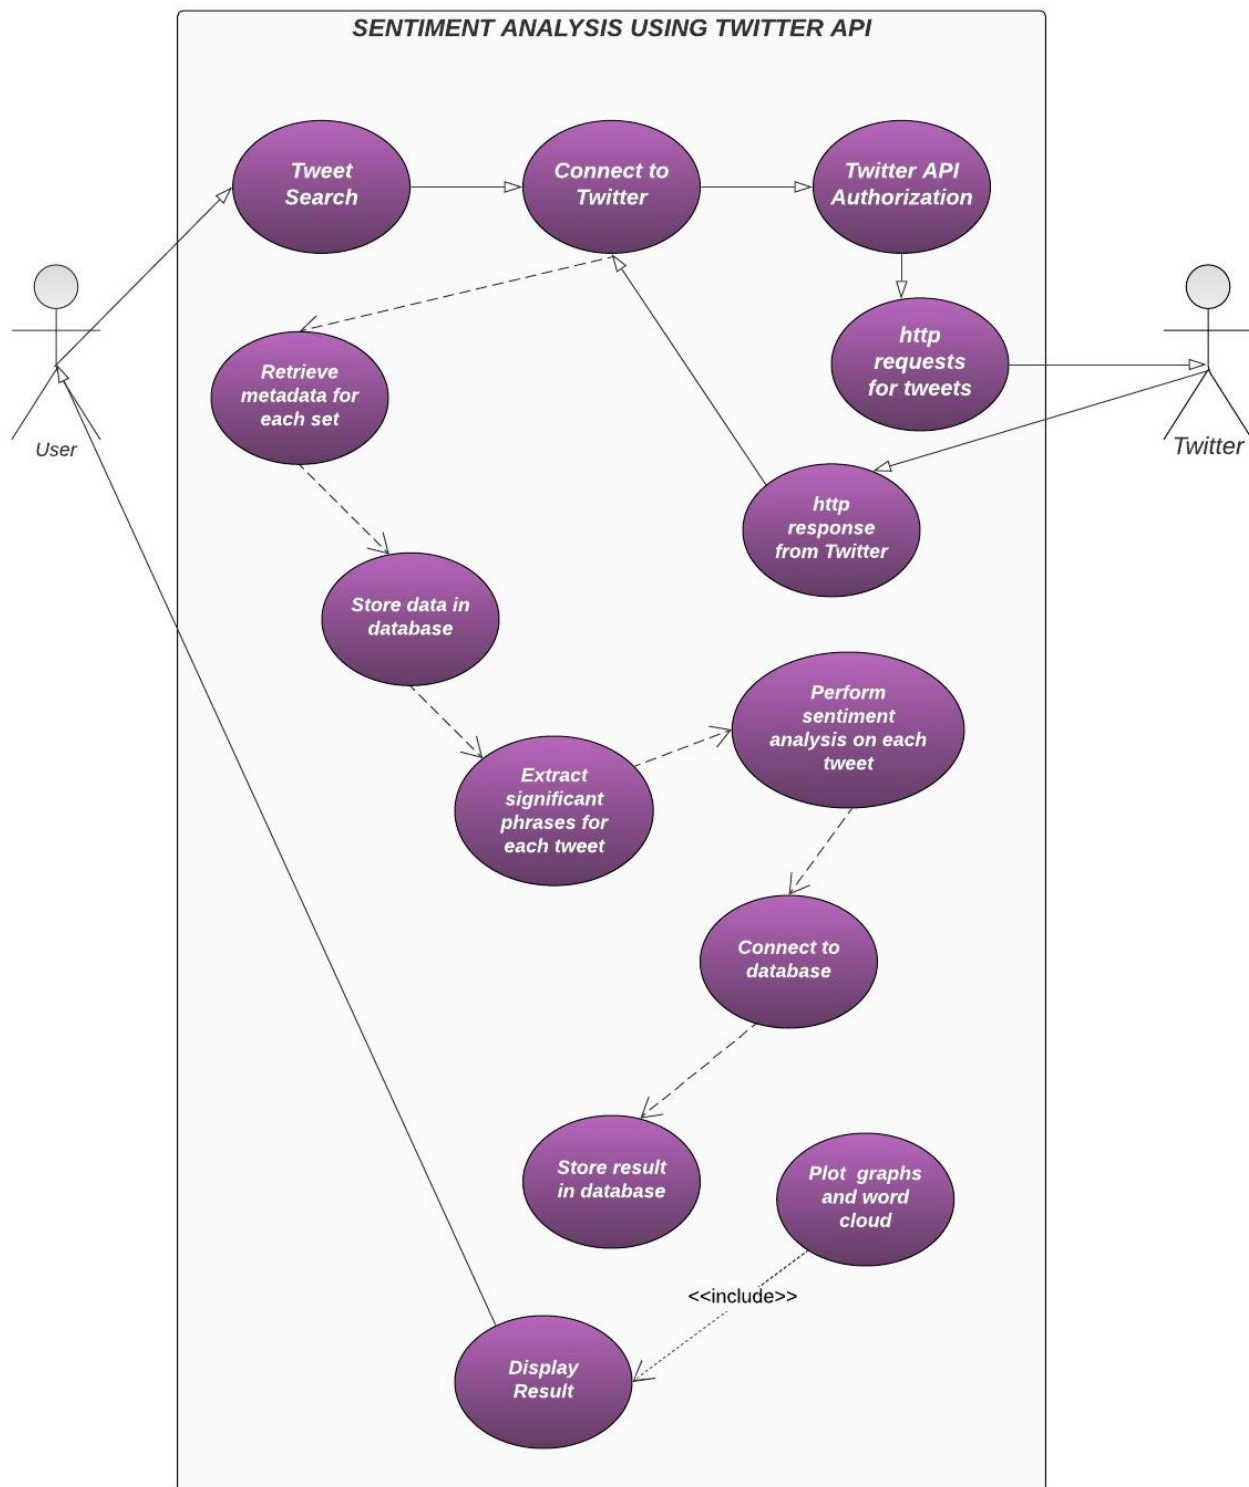 SENTIMENT ANALYSIS USING TWITTER API
Tweet
Search
Connect to
Twitter
Twitter API
Authorization
http
requests
for tweets
Retrieve
metadata for
each set
User
Twitter
http
response
from Twitter
Store data in
database
Perform
sentiment
analysis on each
tweet
Extract
significant
phrases for
each tweet
Connect to
database
Store result
in database
Plot graphs
and word
cloud
<<include>>
Display
Result